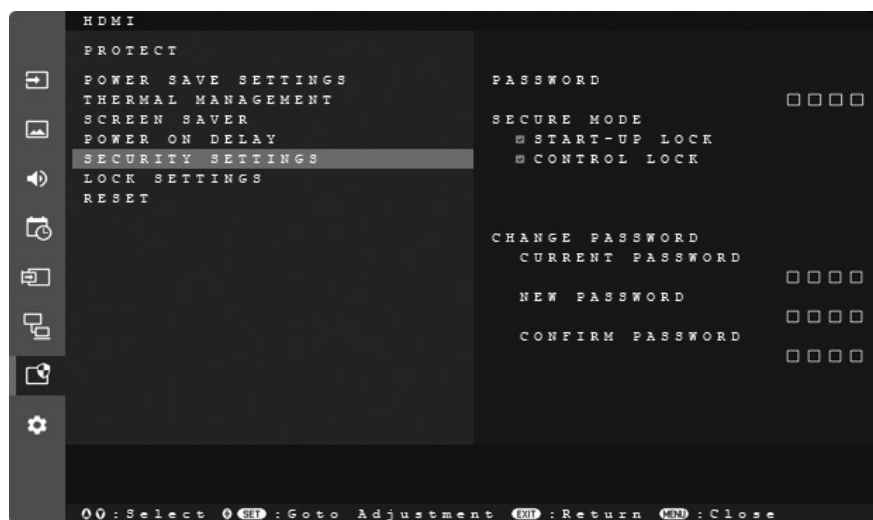 HDMI
PROTECT
POWER SAVE SETTINGS
THERMAL MANAGEMENT
SCREEN SAVER
POWER ON DELAY
SECURITY SETTINGS
LOCK SETTINGS
RESET
PASSWORD
SECURE MODE
START-UP LOCK
CONTROL LOCK
CHANGE PASSWORD
CURRENT PASSWORD
NEW PASSWORD
CONFIRM PASSWORD
:Select SET:Goto Adjustment EXIT:Return MENU:Close